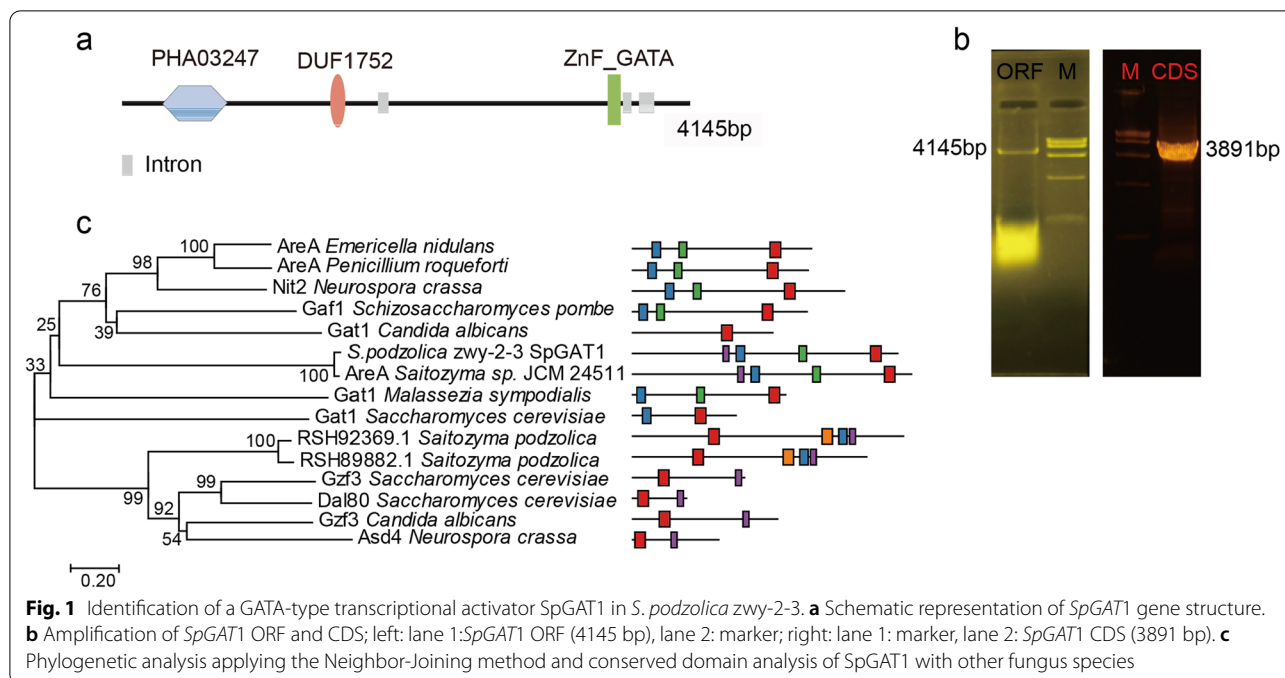 a
PHA03247
DUF1752
ZnF_GATA
4145bp
Intron
b
ORF M
M CDS
4145bp
3891bp
c
100
98
76
25
39
33
100
100
99
99
92
54
AreA Emericella nidulans
AreA Penicillium roqueforti
Nit2 Neurospora crassa
Gaf1 Schizosaccharomyces pombe
Gat1 Candida albicans
S.podzolica zwy-2-3 SpGAT1
AreA Saitozyma sp. JCM 24511
Gat1 Malassezia sympodialis
Gat1 Saccharomyces cerevisiae
RSH92369.1 Saitozyma podzolica
RSH89882.1 Saitozyma podzolica
Gzf3 Saccharomyces cerevisiae
Dal80 Saccharomyces cerevisiae
Gzf3 Candida albicans
Asd4 Neurospora crassa
0.20
Fig. 1 Identification of a GATA-type transcriptional activator SpGAT1 in S. podzolica zwy-2-3. a Schematic representation of SpGAT1 gene structure.
b Amplification of SpGAT1 ORF and CDS; left: lane 1:SpGAT1 ORF (4145 bp), lane 2: marker; right: lane 1: marker, lane 2: SpGAT1 CDS (3891 bp). c
Phylogenetic analysis applying the Neighbor-Joining method and conserved domain analysis of SpGAT1 with other fungus species